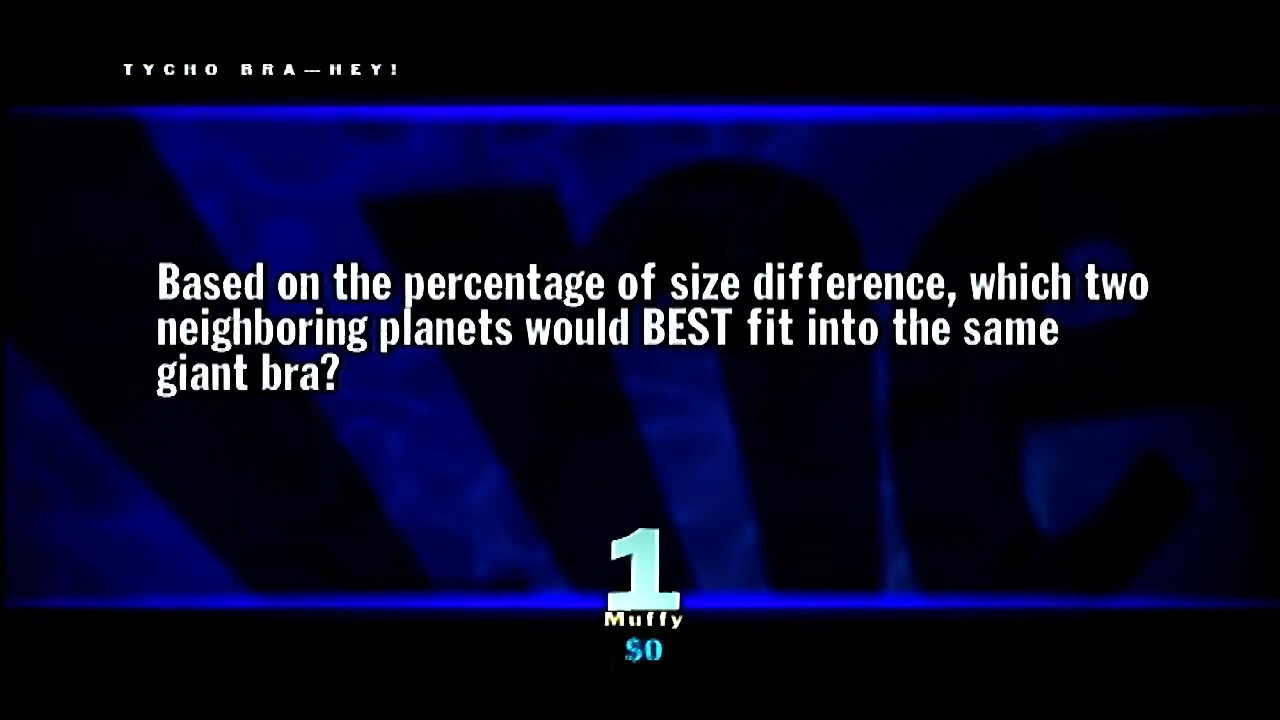 TYCHO BRA—HEY!
Based on the percentage of size difference, which two
neighboring planets would BEST fit into the same
giant bra?
1
Muffy
$0